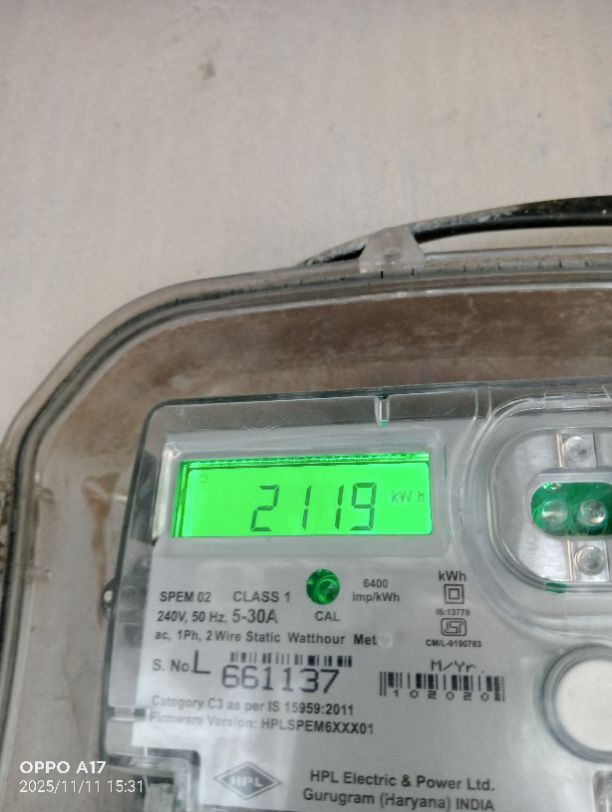 2119 kWh
SPEM 02 CLASS 1 6400 kWh
imp/kWh
240V, 50 Hz, 5-30A CAL IS:13779
ac, 1Ph, 2 Wire Static Watthour Met CM/L-9190783
S. No. L 661137 M/Yr.
102020
Category C3 as per IS 15959:2011
Firmware Version: HPLSPEM6XXX01
HPL HPL Electric & Power Ltd.
Gurugram (Haryana) INDIA
OPPO A17
2025/11/11 15:31